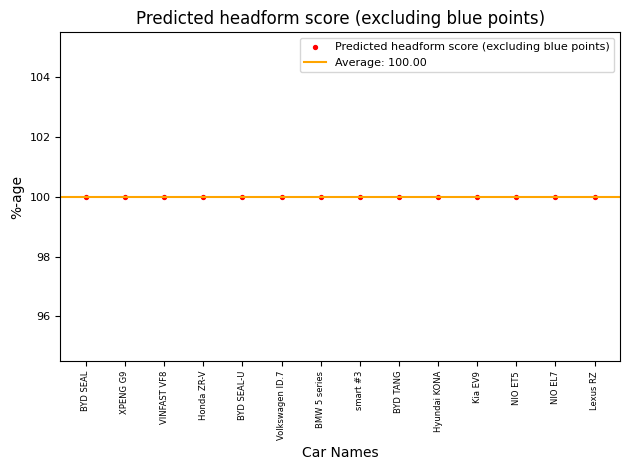 Predicted headform score (excluding blue points)
Predicted headform score (excluding blue points)
Average: 100.00
%-age
104
102
100
98
96
BYD SEAL
XPENG G9
VINFAST VF8
Honda ZR-V
BYD SEAL-U
Volkswagen ID.7
BMW 5 series
smart #3
BYD TANG
Hyundai KONA
Kia EV9
NIO ET5
NIO EL7
Lexus RZ
Car Names